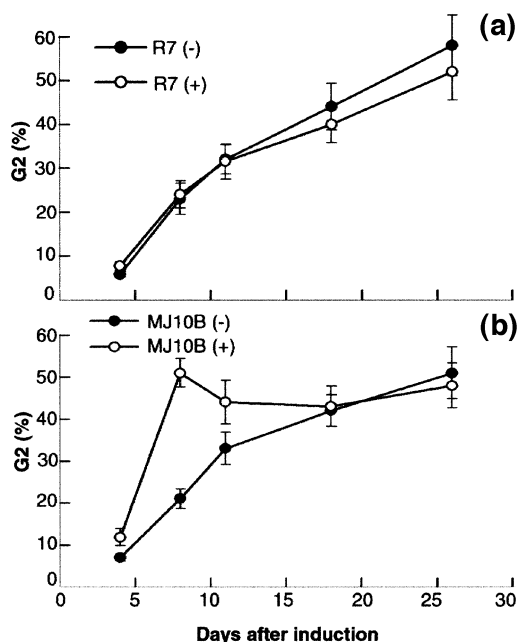 (a)
R7 (-)
R7 (+)
G2 (%)
60
50
40
30
20
10
0
(b)
MJ10B (-)
MJ10B (+)
G2 (%)
60
50
40
30
20
10
0
0 5 10 15 20 25 30
Days after induction